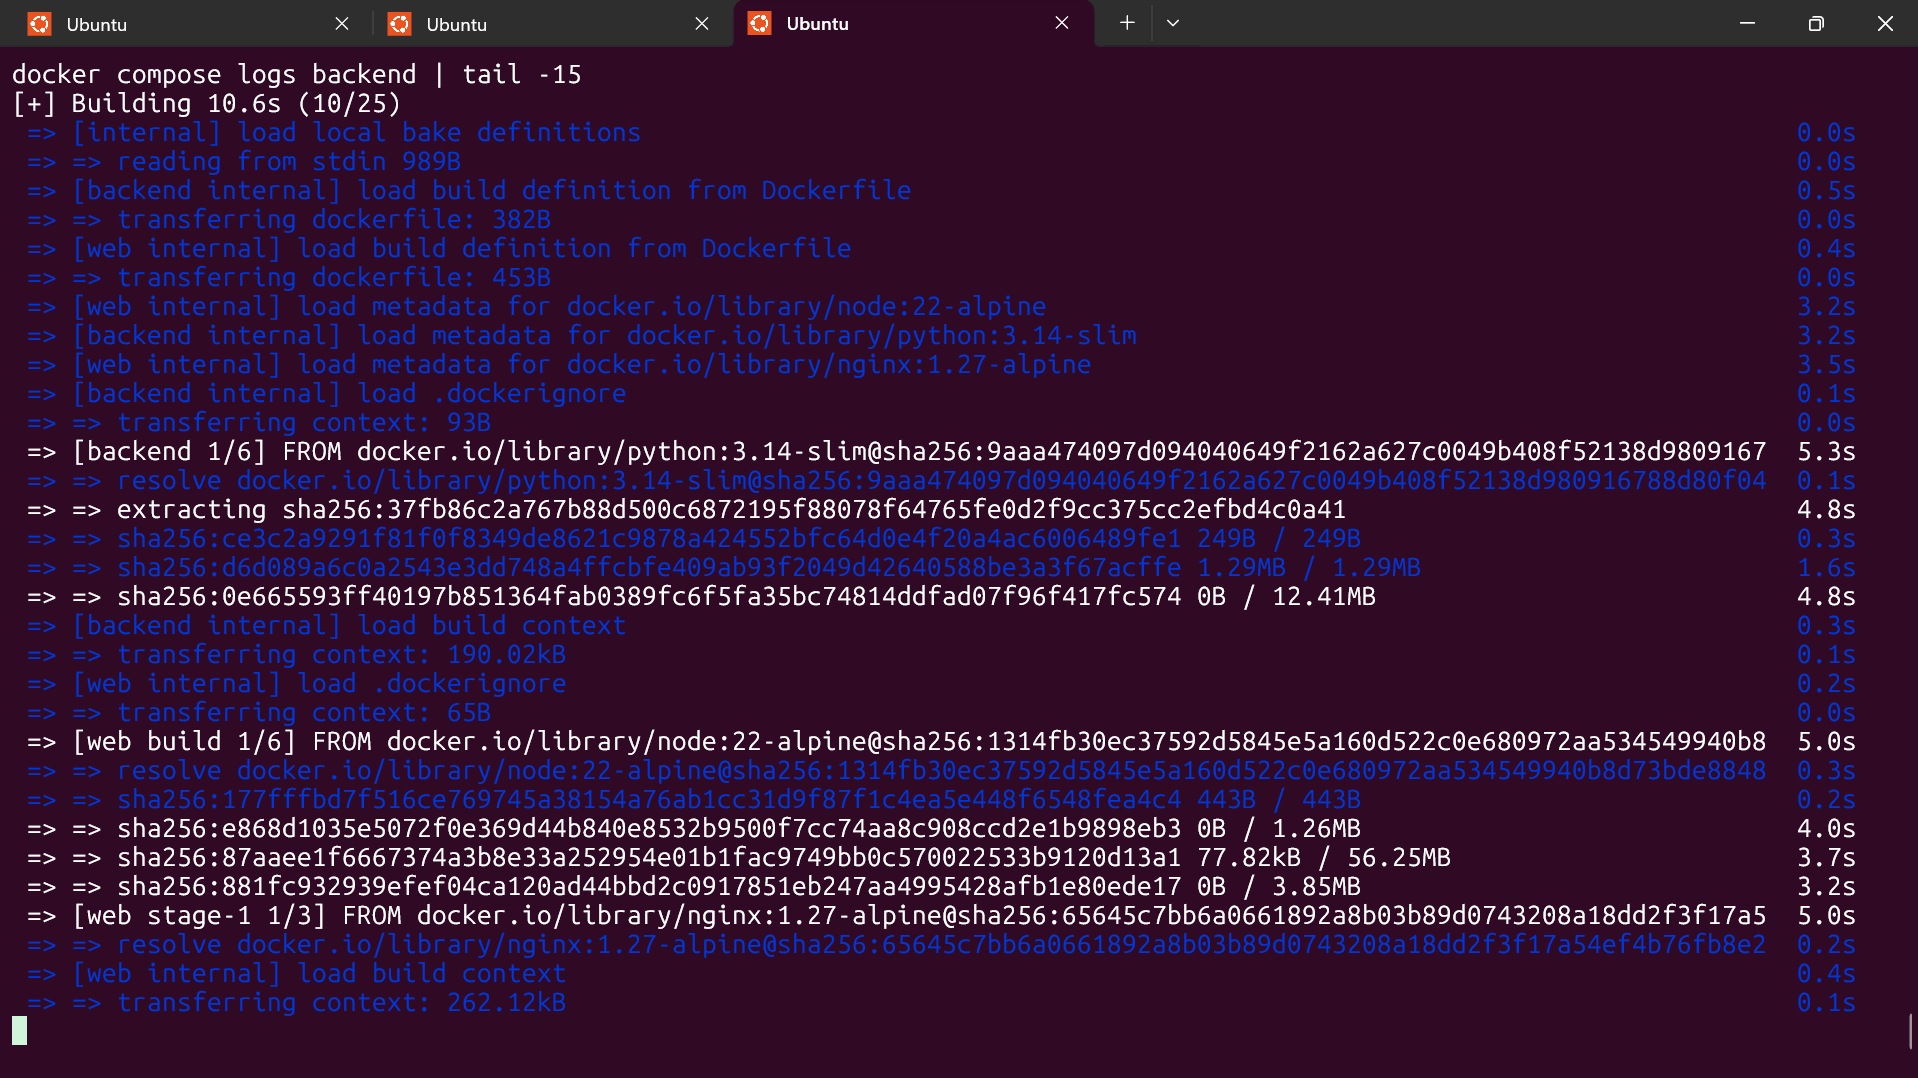 Ubuntu
Ubuntu
Ubuntu
docker compose logs backend | tail -15
[+] Building 10.6s (10/25)
=> [internal] load local bake definitions 0.0s
=> => reading from stdin 989B 0.0s
=> [backend internal] load build definition from Dockerfile 0.5s
=> => transferring dockerfile: 382B 0.0s
=> [web internal] load build definition from Dockerfile 0.4s
=> => transferring dockerfile: 453B 0.0s
=> [web internal] load metadata for docker.io/library/node:22-alpine 3.2s
=> [backend internal] load metadata for docker.io/library/python:3.14-slim 3.2s
=> [web internal] load metadata for docker.io/library/nginx:1.27-alpine 3.5s
=> [backend internal] load .dockerignore 0.1s
=> => transferring context: 93B 0.0s
=> [backend 1/6] FROM docker.io/library/python:3.14-slim@sha256:9aaa474097d094040649f2162a627c0049b408f52138d9809167 5.3s
=> => resolve docker.io/library/python:3.14-slim@sha256:9aaa474097d094040649f2162a627c0049b408f52138d980916788d80f04 0.1s
=> => extracting sha256:37fb86c2a767b88d500c6872195f88078f64765fe0d2f9cc375cc2efbd4c0a41 4.8s
=> => sha256:ce3c2a9291f81f0f8349de8621c9878a424552bfc64d0e4f20a4ac6006489fe1 249B / 249B 0.3s
=> => sha256:d6d089a6c0a2543e3dd748a4ffcbfe409ab93f2049d42640588be3a3f67acffe 1.29MB / 1.29MB 1.6s
=> => sha256:0e665593ff40197b851364fab0389fc6f5fa35bc74814ddfad07f96f417fc574 0B / 12.41MB 4.8s
=> [backend internal] load build context 0.3s
=> => transferring context: 190.02kB 0.1s
=> [web internal] load .dockerignore 0.2s
=> => transferring context: 65B 0.0s
=> [web build 1/6] FROM docker.io/library/node:22-alpine@sha256:1314fb30ec37592d5845e5a160d522c0e680972aa534549940b8 5.0s
=> => resolve docker.io/library/node:22-alpine@sha256:1314fb30ec37592d5845e5a160d522c0e680972aa534549940b8d73bde8848 0.3s
=> => sha256:177fffbd7f516ce769745a38154a76ab1cc31d9f87f1c4ea5e448f6548fea4c4 443B / 443B 0.2s
=> => sha256:e868d1035e5072f0e369d44b840e8532b9500f7cc74aa8c908ccd2e1b9898eb3 0B / 1.26MB 4.0s
=> => sha256:87aaee1f6667374a3b8e33a252954e01b1fac9749bb0c570022533b9120d13a1 77.82kB / 56.25MB 3.7s
=> => sha256:881fc932939efef04ca120ad44bbd2c0917851eb247aa4995428afb1e80ede17 0B / 3.85MB 3.2s
=> [web stage-1 1/3] FROM docker.io/library/nginx:1.27-alpine@sha256:65645c7bb6a0661892a8b03b89d0743208a18dd2f3f17a5 5.0s
=> => resolve docker.io/library/nginx:1.27-alpine@sha256:65645c7bb6a0661892a8b03b89d0743208a18dd2f3f17a54ef4b76fb8e2 0.2s
=> [web internal] load build context 0.4s
=> => transferring context: 262.12kB 0.1s